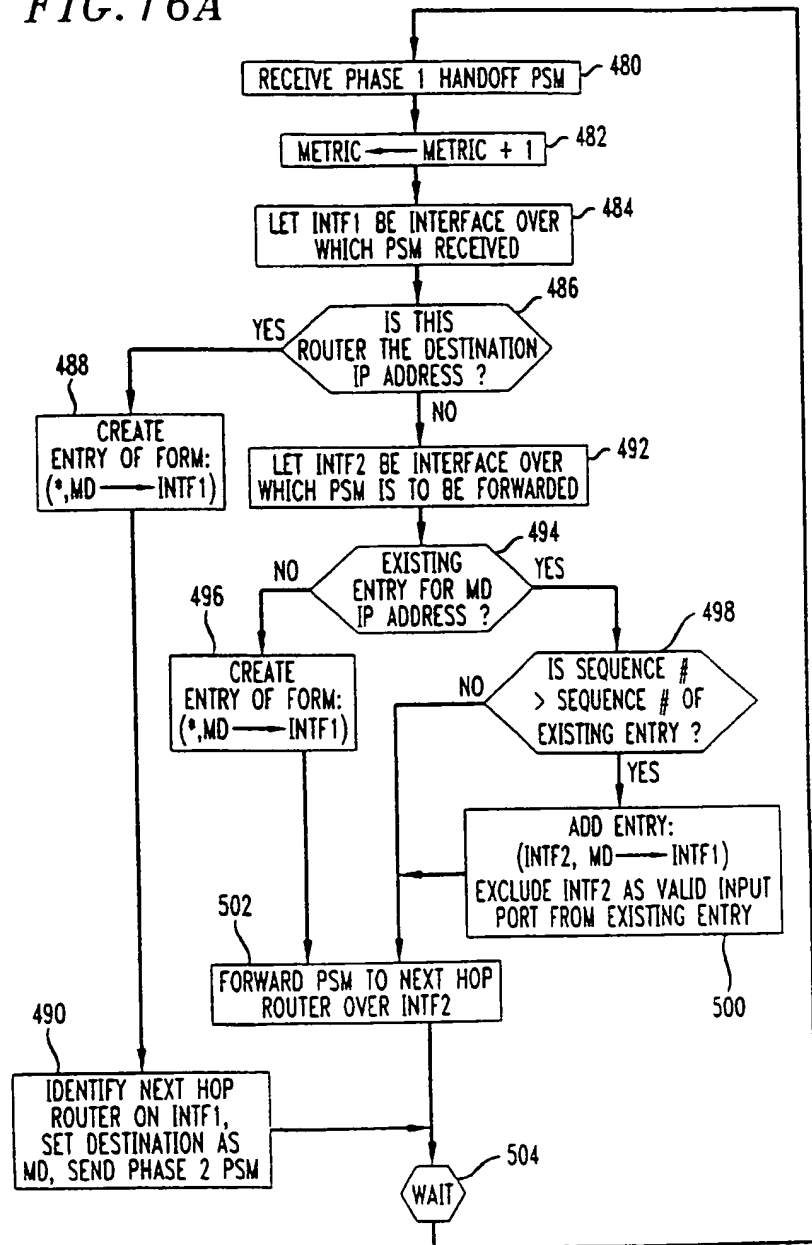 FIG. 16A
RECEIVE PHASE 1 HANDOFF PSM
480
METRIC ← METRIC + 1
482
LET INTF1 BE INTERFACE OVER
WHICH PSM RECEIVED
484
486
IS THIS
ROUTER THE DESTINATION
IP ADDRESS ?
YES
NO
488
CREATE
ENTRY OF FORM:
(*,MD → INTF1)
LET INTF2 BE INTERFACE OVER
WHICH PSM IS TO BE FORWARDED
492
494
EXISTING
ENTRY FOR MD
IP ADDRESS ?
NO
YES
496
CREATE
ENTRY OF FORM:
(*,MD → INTF1)
498
IS SEQUENCE #
> SEQUENCE # OF
EXISTING ENTRY ?
NO
YES
ADD ENTRY:
(INTF2, MD → INTF1)
EXCLUDE INTF2 AS VALID INPUT
PORT FROM EXISTING ENTRY
500
502
FORWARD PSM TO NEXT HOP
ROUTER OVER INTF2
490
IDENTIFY NEXT HOP
ROUTER ON INTF1,
SET DESTINATION AS
MD, SEND PHASE 2 PSM
504
WAIT